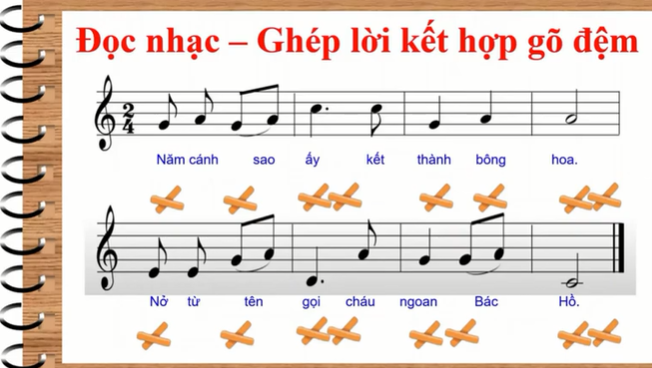 Đọc nhạc – Ghép lời kết hợp gõ đệm
2
4
Năm cánh sao ấy kết thành bông hoa.
Nở từ tên gọi cháu ngoan Bác Hồ.